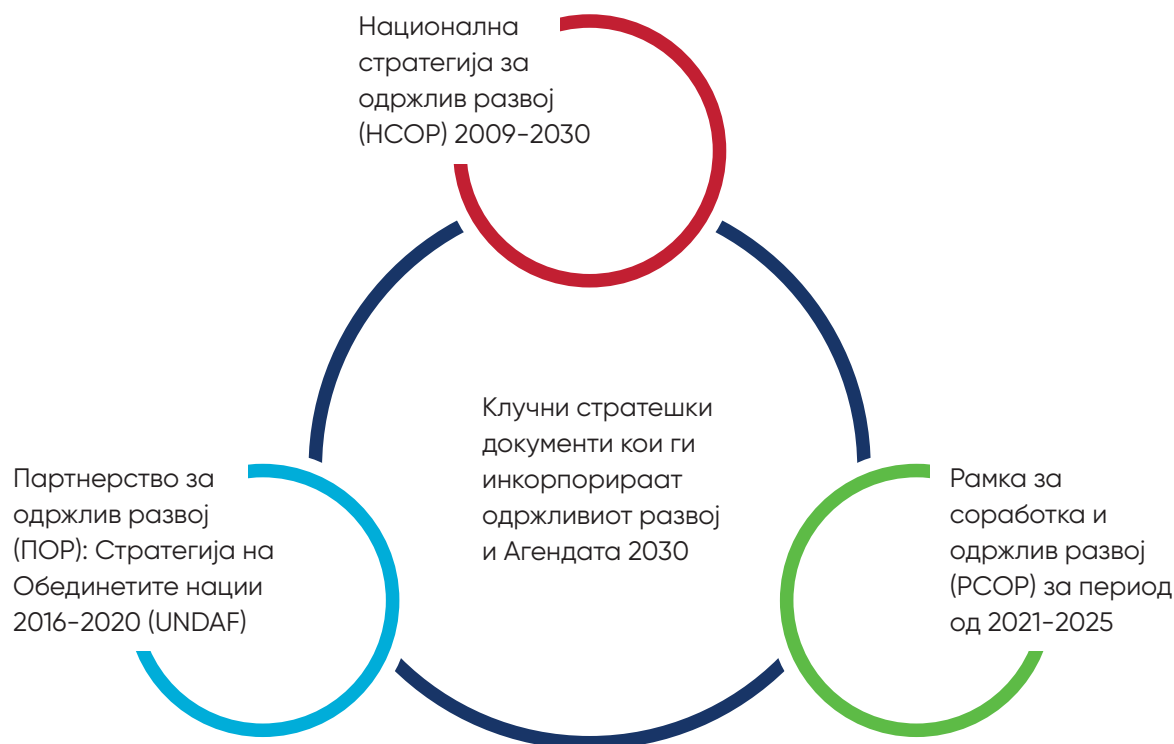 Национална
стратегија за
одржлив развој
(НСОР) 2009-2030
Клучни стратешки
документи кои ги
инкорпорираат
одржливиот развој
и Агендата 2030
Партнерство за
одржлив развој
(ПОР): Стратегија на
Обединетите нации
2016-2020 (UNDAF)
Рамка за
соработка и
одржлив развој
(РСОР) за период
од 2021-2025